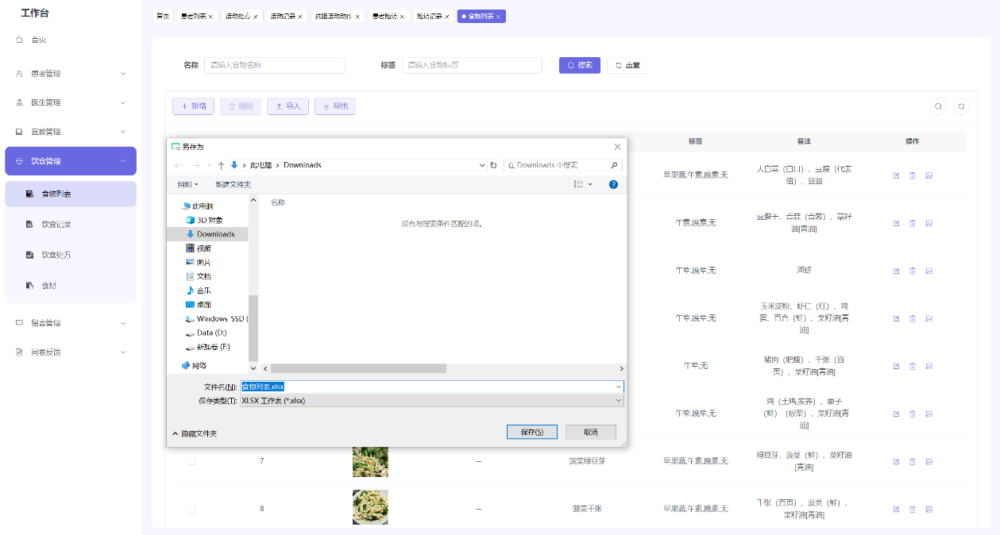 工作台
首页
患者管理
医生管理
宣教管理
饮食管理
食物列表
饮食记录
饮食处方
食材
留言管理
问卷反馈
首页 患者列表 × 运动处方 × 运动记录 × 抗阻运动动作 × 患者随访 × 随访记录 × 食物列表 ×
名称 请输入食物名称 标签 请输入食物标签 搜索 重置
新增 删除 导入 导出
标签 备注 操作
早果蔬,午素,晚素,无
大白菜（白口）、豆腐（代表
值）、豆油
午素,晚素,无
豆腐干、青蒜（青葱）、菜籽
油[青油]
午荤,晚荤,无 河虾
午荤,晚荤,无
玉米淀粉、虾仁（红）、鸡
蛋、百合（鲜）、菜籽油[青
油]
午荤,无
猪肉（肥瘦）、千张（百
页）、菜籽油[青油]
午荤,晚荤,无
鸡（土鸡,家养）、栗子
（鲜）（板栗）、菜籽油[青
油]
7 -- 菠菜绿豆芽 早果蔬,午素,晚素,无
绿豆芽、菠菜（鲜）、菜籽油
[青油]
8 -- 菠菜千张 早果蔬,午素,晚素,无
千张（百页）、菠菜（鲜）、
菜籽油[青油]
另存为
此电脑 › Downloads
在 Downloads 中搜索
组织 新建文件夹
此电脑
3D 对象
Downloads
视频
图片
文档
音乐
桌面
Windows SSD (
Data (D:)
新加卷 (E:)
网络
名称
没有与搜索条件匹配的项。
文件名(N): 食物列表.xlsx
保存类型(T): XLSX 工作表 (*.xlsx)
隐藏文件夹 保存(S) 取消